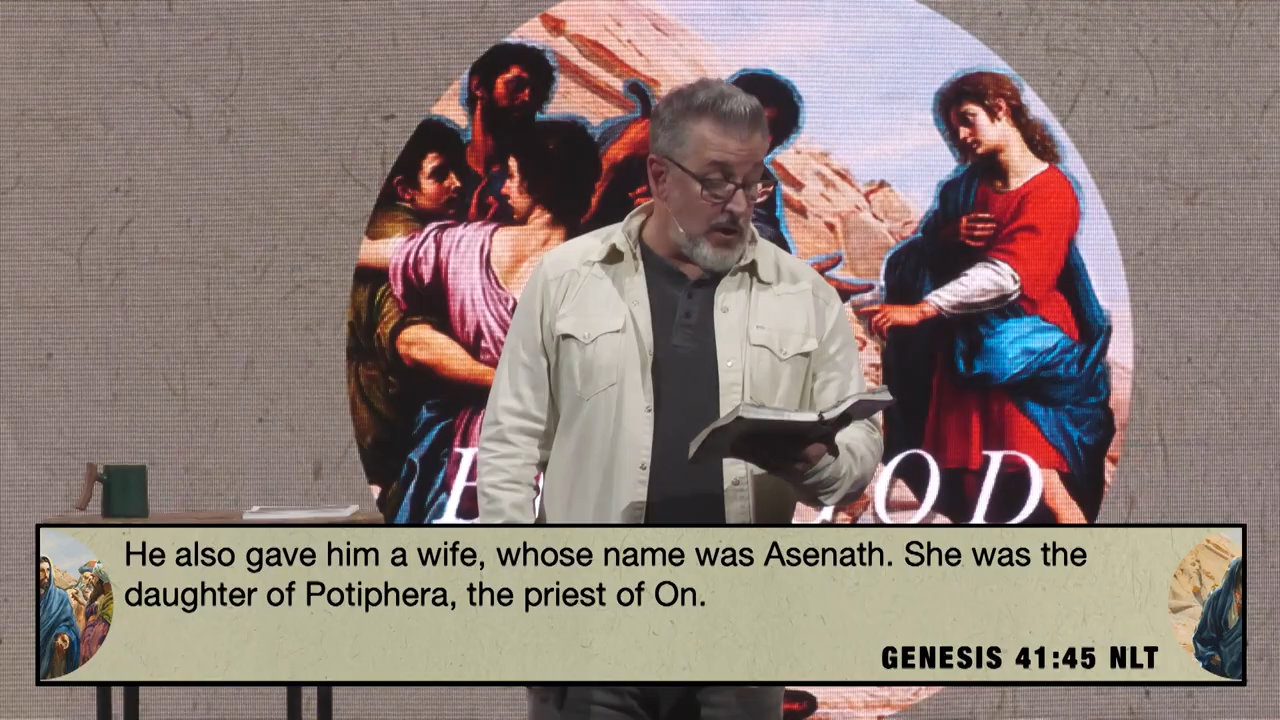 OD
He also gave him a wife, whose name was Asenath. She was the
daughter of Potiphera, the priest of On.
GENESIS 41:45 NLT